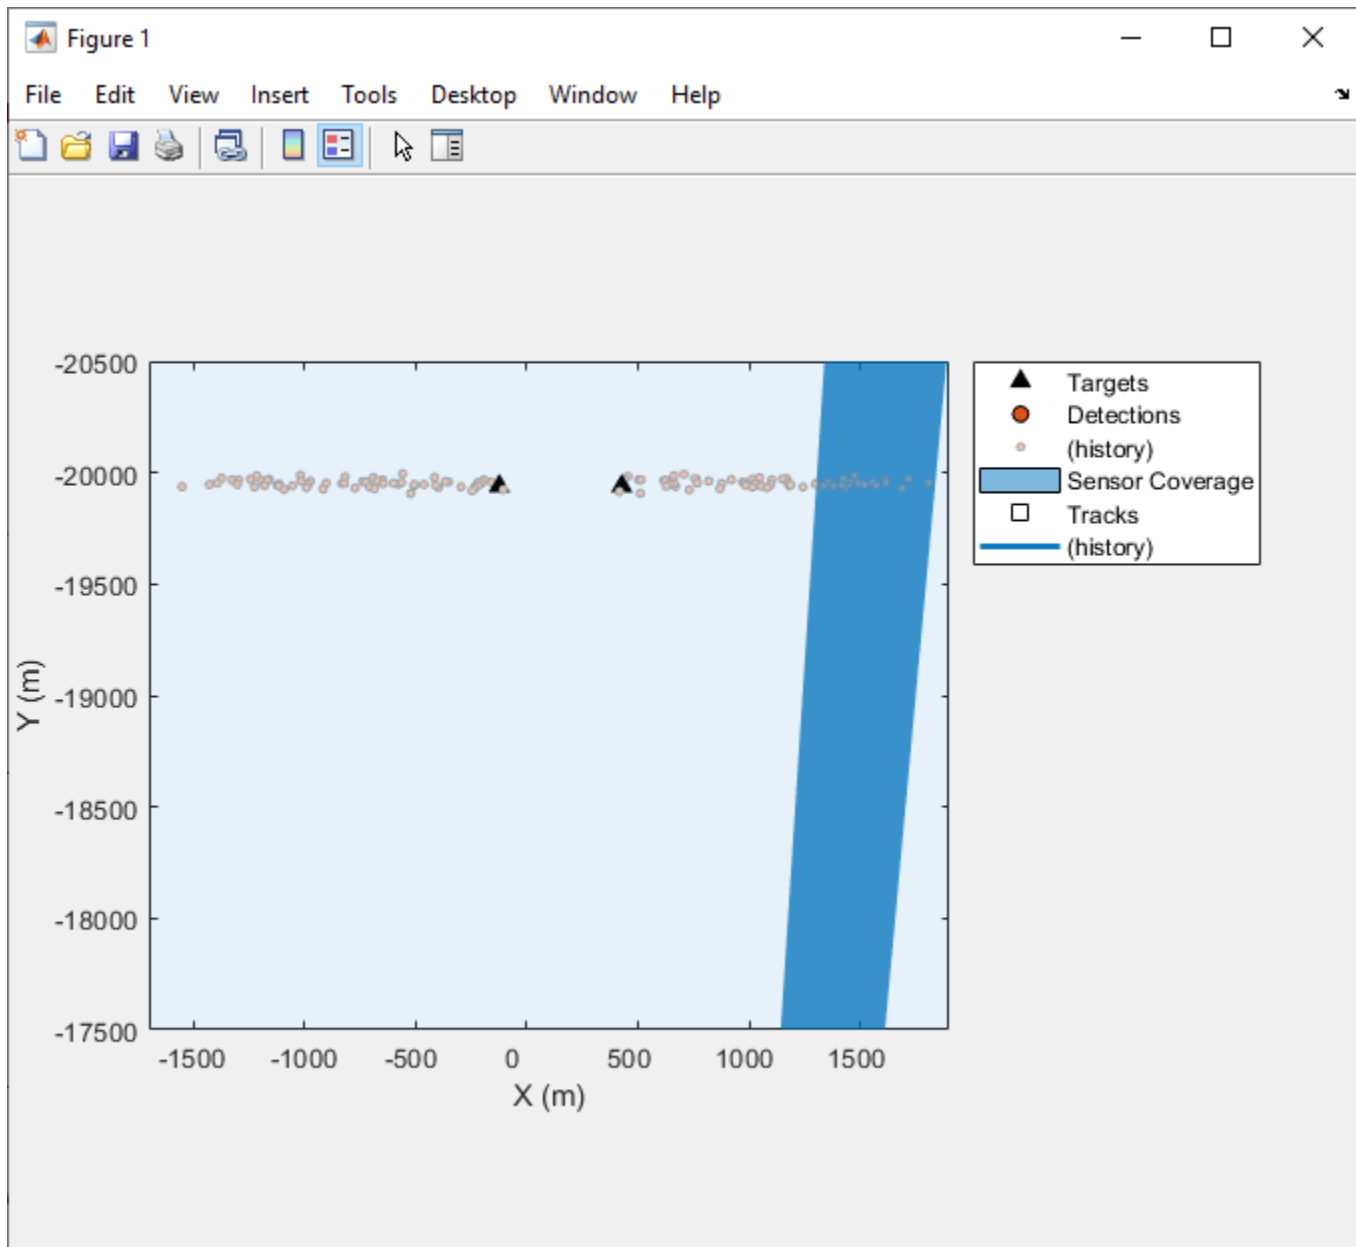 Figure 1
File Edit View Insert Tools Desktop Window Help
-20500
-20000
-19500
-19000
-18500
-18000
-17500
Y (m)
-1500 -1000 -500 0 500 1000 1500
X (m)
Targets
Detections
(history)
Sensor Coverage
Tracks
(history)